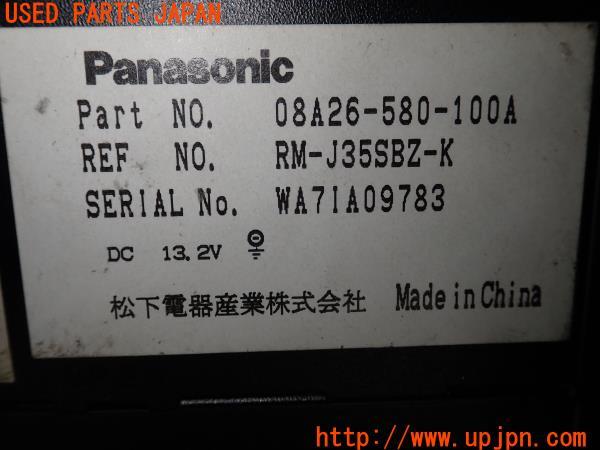 USED PARTS JAPAN
Panasonic
Part NO. 08A26-580-100A
REF NO. RM-J35SBZ-K
SERIAL No. WA7IA09783
DC 13.2V
松下電器産業株式会社 Made in China
http://www.upjpn.com